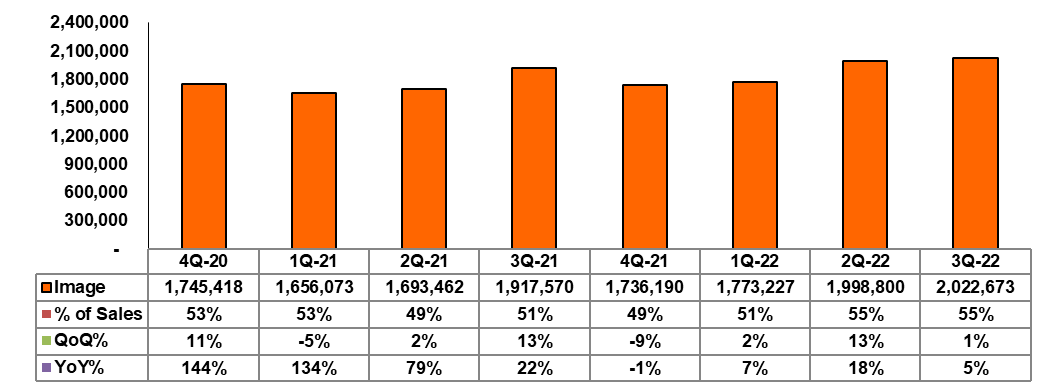 2,400,000
2,100,000
1,800,000
1,500,000
1,200,000
900,000
600,000
300,000
-
4Q-20 1Q-21 2Q-21 3Q-21 4Q-21 1Q-22 2Q-22 3Q-22
Image 1,745,418 1,656,073 1,693,462 1,917,570 1,736,190 1,773,227 1,998,800 2,022,673
% of Sales 53% 53% 49% 51% 49% 51% 55% 55%
QoQ% 11% -5% 2% 13% -9% 2% 13% 1%
YoY% 144% 134% 79% 22% -1% 7% 18% 5%